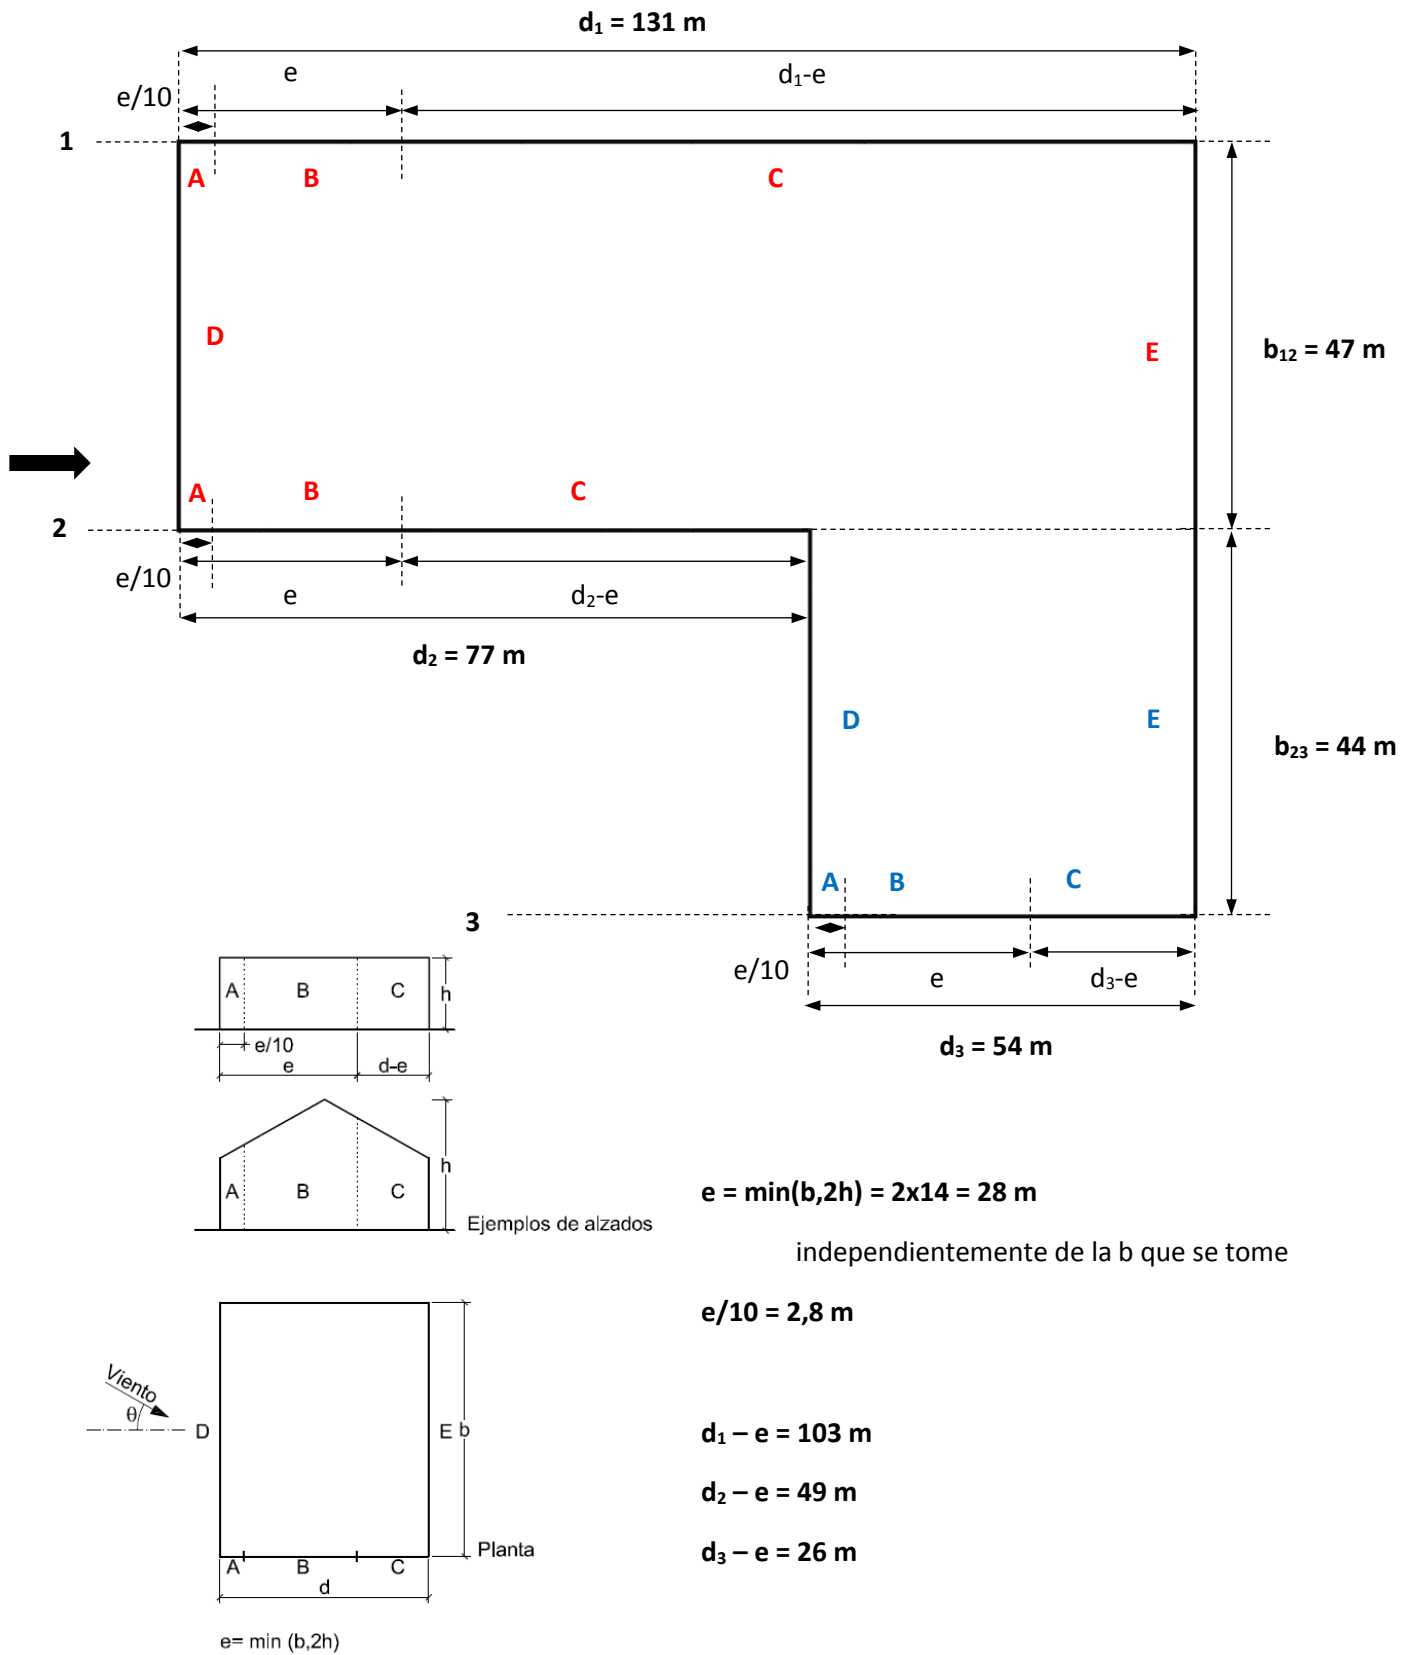 d₁ = 131 m
e
d₁-e
e/10
1
A B C
D
E
b₁₂ = 47 m
A B C
2
e/10
e
d₂-e
d₂ = 77 m
D
E
b₂₃ = 44 m
A B C
3
e/10
e
d₃-e
d₃ = 54 m
A B C h
e/10
e d-e
h
A B C
Ejemplos de alzados
e = min(b,2h) = 2x14 = 28 m
independientemente de la b que se tome
e/10 = 2,8 m
Viento
θ
D
E b
d₁ – e = 103 m
d₂ – e = 49 m
d₃ – e = 26 m
Planta
A B C
d
e= min (b,2h)